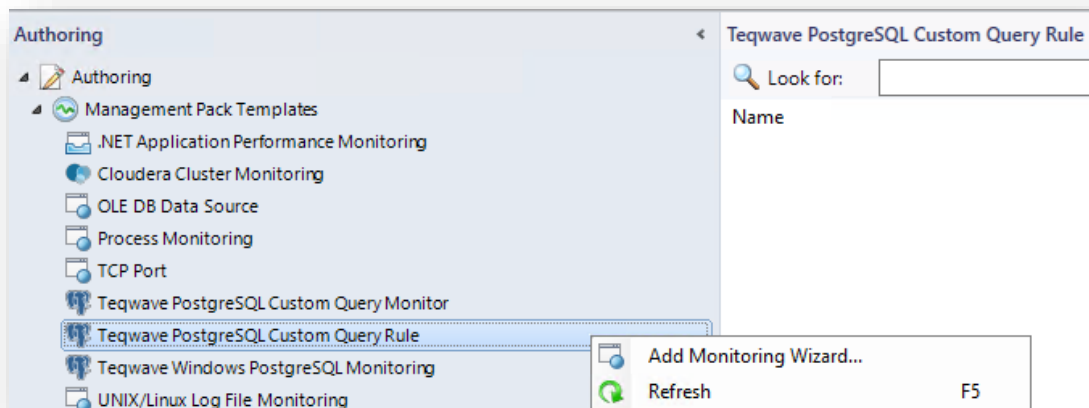 Authoring
Authoring
Management Pack Templates
.NET Application Performance Monitoring
Cloudera Cluster Monitoring
OLE DB Data Source
Process Monitoring
TCP Port
Teqwave PostgreSQL Custom Query Monitor
Teqwave PostgreSQL Custom Query Rule
Teqwave Windows PostgreSQL Monitoring
UNIX/Linux Log File Monitoring
Teqwave PostgreSQL Custom Query Rule
Look for:
Name
Add Monitoring Wizard...
Refresh F5